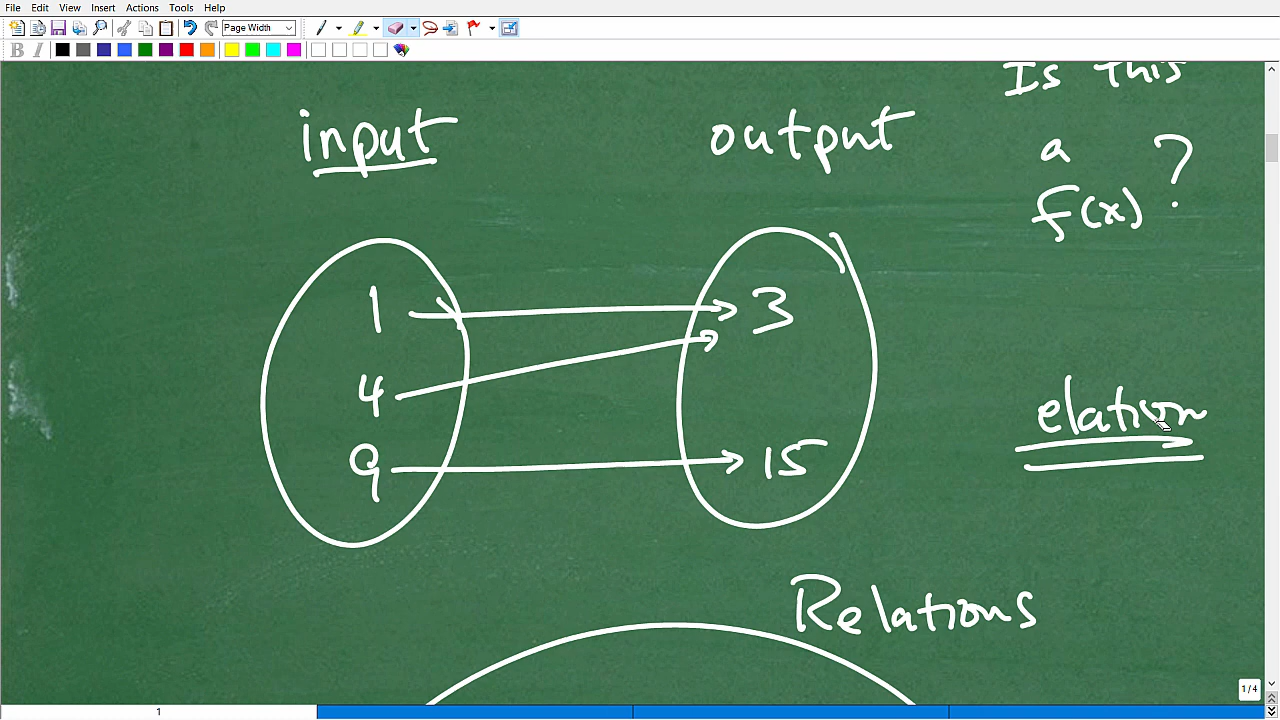 File Edit View Insert Actions Tools Help
Page Width
B I
Is this
input output
a
?
f(x)
1 3
4
elation
9 15
Relations
1/4
1